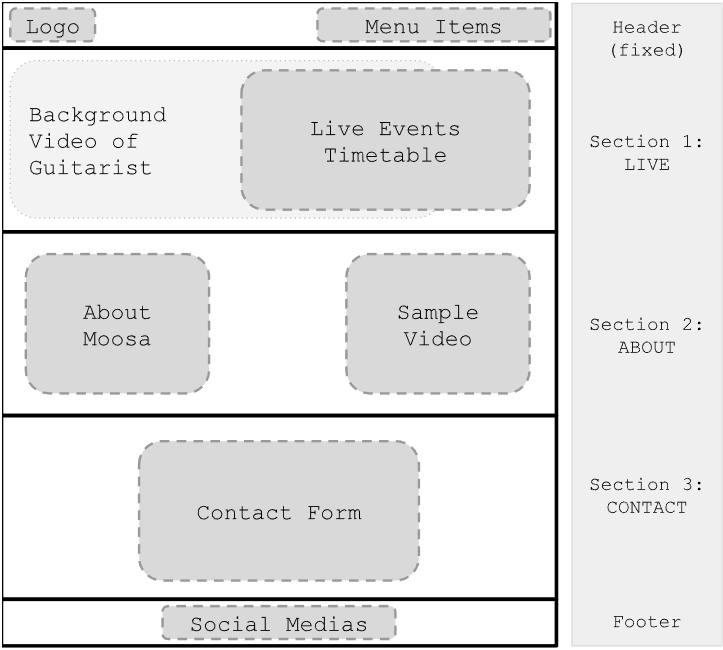 Logo
Menu Items
Header
(fixed)
Background
Video of
Guitarist
Live Events
Timetable
Section 1:
LIVE
About
Moosa
Sample
Video
Section 2:
ABOUT
Contact Form
Section 3:
CONTACT
Social Medias
Footer